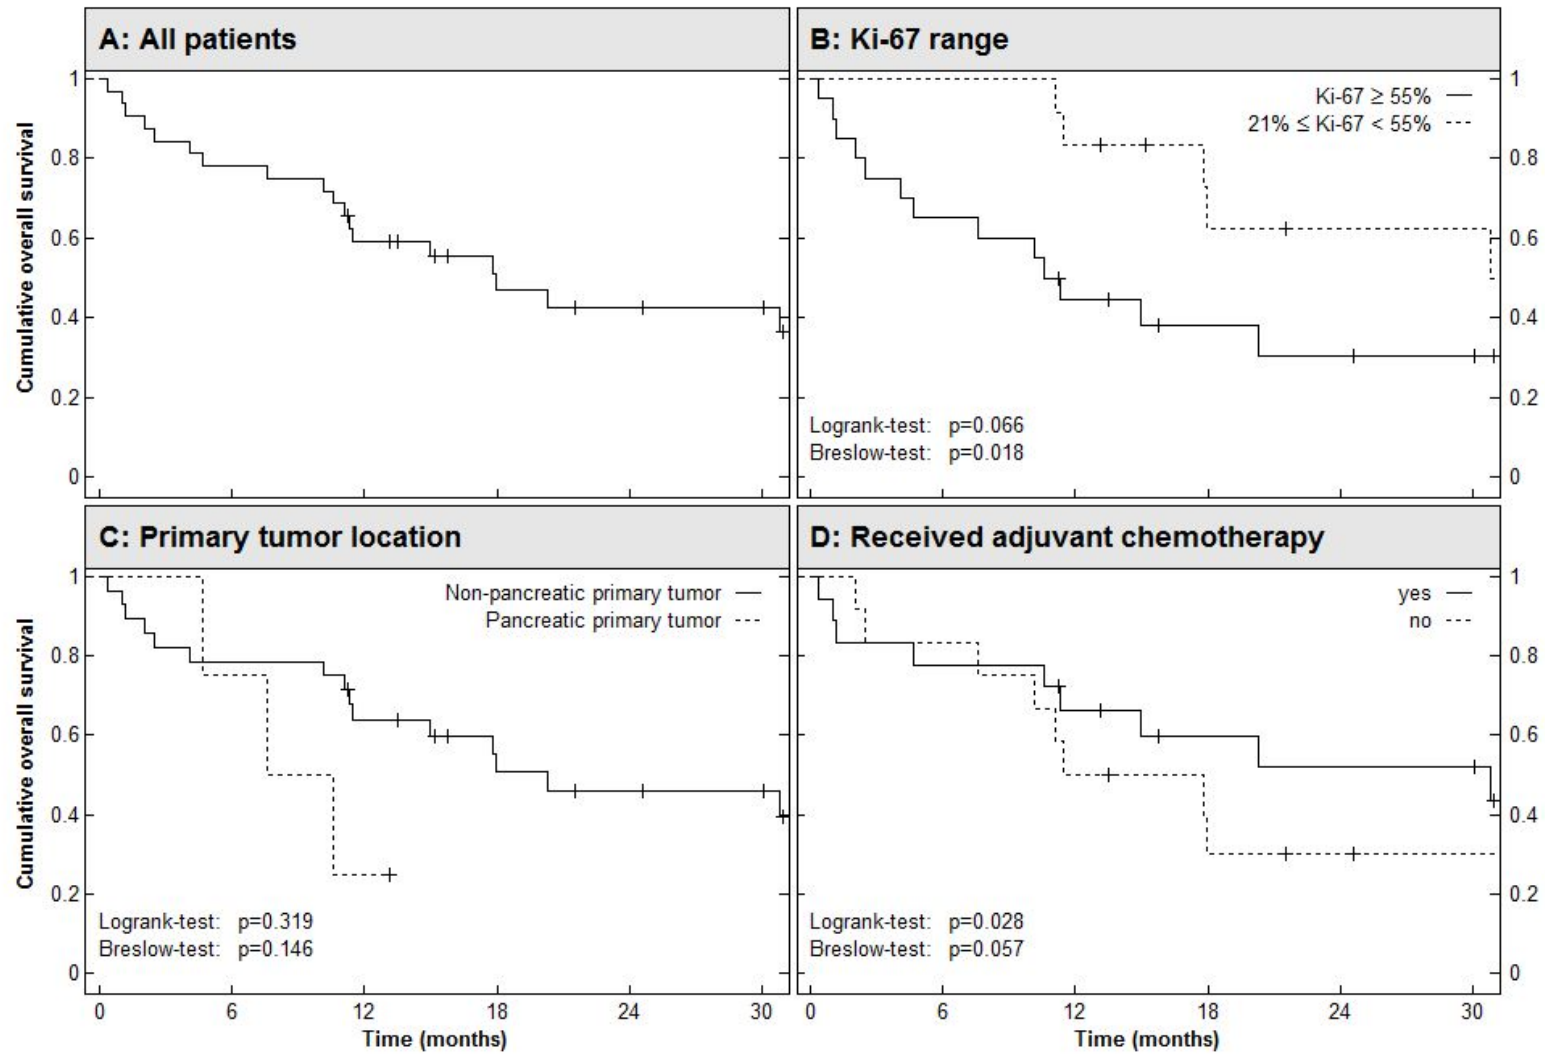 A: All patients
Cumulative overall survival
1
0.8
0.6
0.4
0.2
0
B: Ki-67 range
Ki-67 ≥ 55%
21% ≤ Ki-67 < 55%
Logrank-test: p=0.066
Breslow-test: p=0.018
1
0.8
0.6
0.4
0.2
0
C: Primary tumor location
Cumulative overall survival
1
0.8
0.6
0.4
0.2
0
Non-pancreatic primary tumor
Pancreatic primary tumor
Logrank-test: p=0.319
Breslow-test: p=0.146
0 6 12 18 24 30
Time (months)
D: Received adjuvant chemotherapy
yes
no
Logrank-test: p=0.028
Breslow-test: p=0.057
1
0.8
0.6
0.4
0.2
0
0 6 12 18 24 30
Time (months)